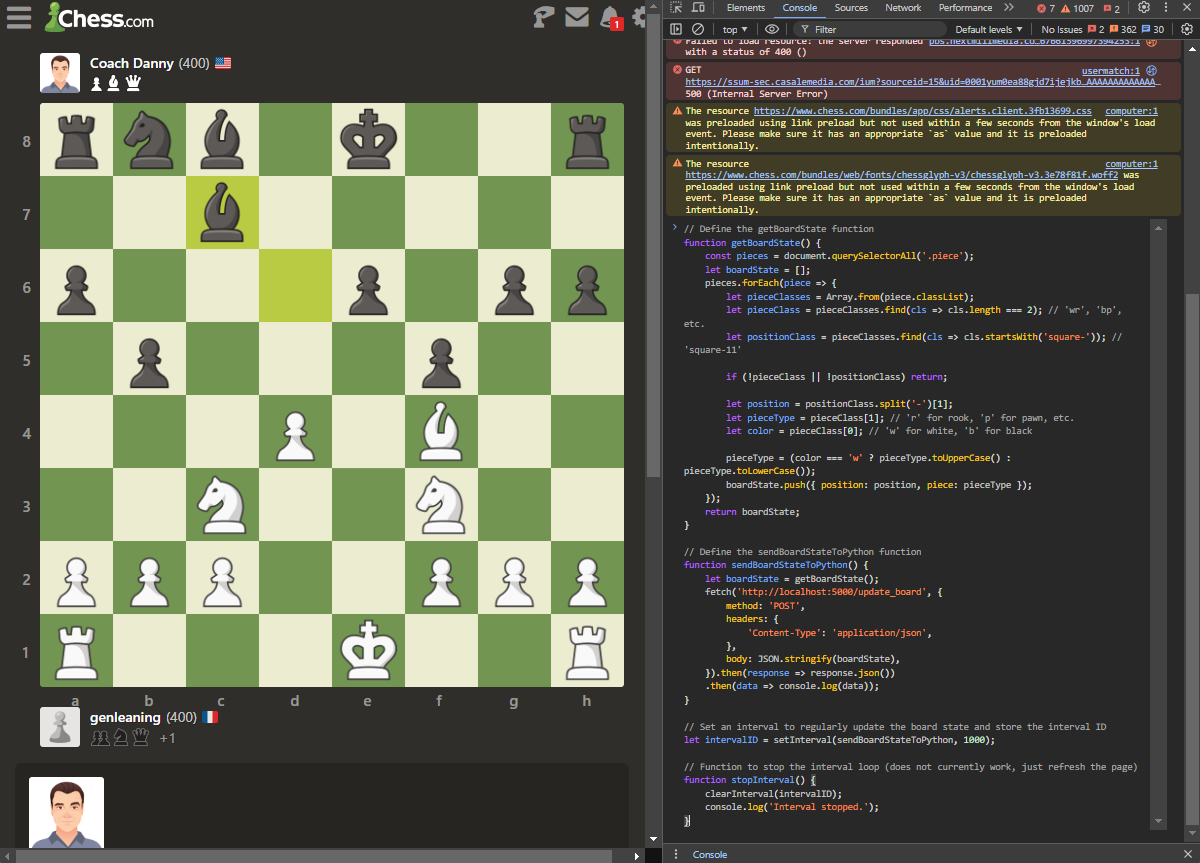 Chess.com
1
Coach Danny (400)
8
7
6
5
4
3
2
1
a b c d e f g h
genleaning (400)
+1
Elements Console Sources Network Performance 7 1007 2
top Filter Default levels No Issues 2 362 30
Failed to load resource: the server responded
with a status of 400 ()
GET usermatch:1
https://ssum-sec.casalemedia.com/ium?sourceid=15&uid=0001yum0ea88gjd7ijejkb…AAAAAAAAAAAAA…
500 (Internal Server Error)
The resource https://www.chess.com/bundles/app/css/alerts.client.3fb13699.css computer:1
was preloaded using link preload but not used within a few seconds from the window's load
event. Please make sure it has an appropriate `as` value and it is preloaded
intentionally.
The resource computer:1
https://www.chess.com/bundles/web/fonts/chessglyph-v3/chessglyph-v3.3e78f81f.woff2 was
preloaded using link preload but not used within a few seconds from the window's load
event. Please make sure it has an appropriate `as` value and it is preloaded
intentionally.
// Define the getBoardState function
function getBoardState() {
const pieces = document.querySelectorAll('.piece');
let boardState = [];
pieces.forEach(piece => {
let pieceClasses = Array.from(piece.classList);
let pieceClass = pieceClasses.find(cls => cls.length === 2); // 'wr', 'bp',
etc.
let positionClass = pieceClasses.find(cls => cls.startsWith('square-')); //
'square-11'
if (!pieceClass || !positionClass) return;
let position = positionClass.split('-')[1];
let pieceType = pieceClass[1]; // 'r' for rook, 'p' for pawn, etc.
let color = pieceClass[0]; // 'w' for white, 'b' for black
pieceType = (color === 'w' ? pieceType.toUpperCase() :
pieceType.toLowerCase());
boardState.push({ position: position, piece: pieceType });
});
return boardState;
}
// Define the sendBoardStateToPython function
function sendBoardStateToPython() {
let boardState = getBoardState();
fetch('http://localhost:5000/update_board', {
method: 'POST',
headers: {
'Content-Type': 'application/json',
},
body: JSON.stringify(boardState),
}).then(response => response.json())
.then(data => console.log(data));
}
// Set an interval to regularly update the board state and store the interval ID
let intervalID = setInterval(sendBoardStateToPython, 1000);
// Function to stop the interval loop (does not currently work, just refresh the page)
function stopInterval() {
clearInterval(intervalID);
console.log('Interval stopped.');
}
Console